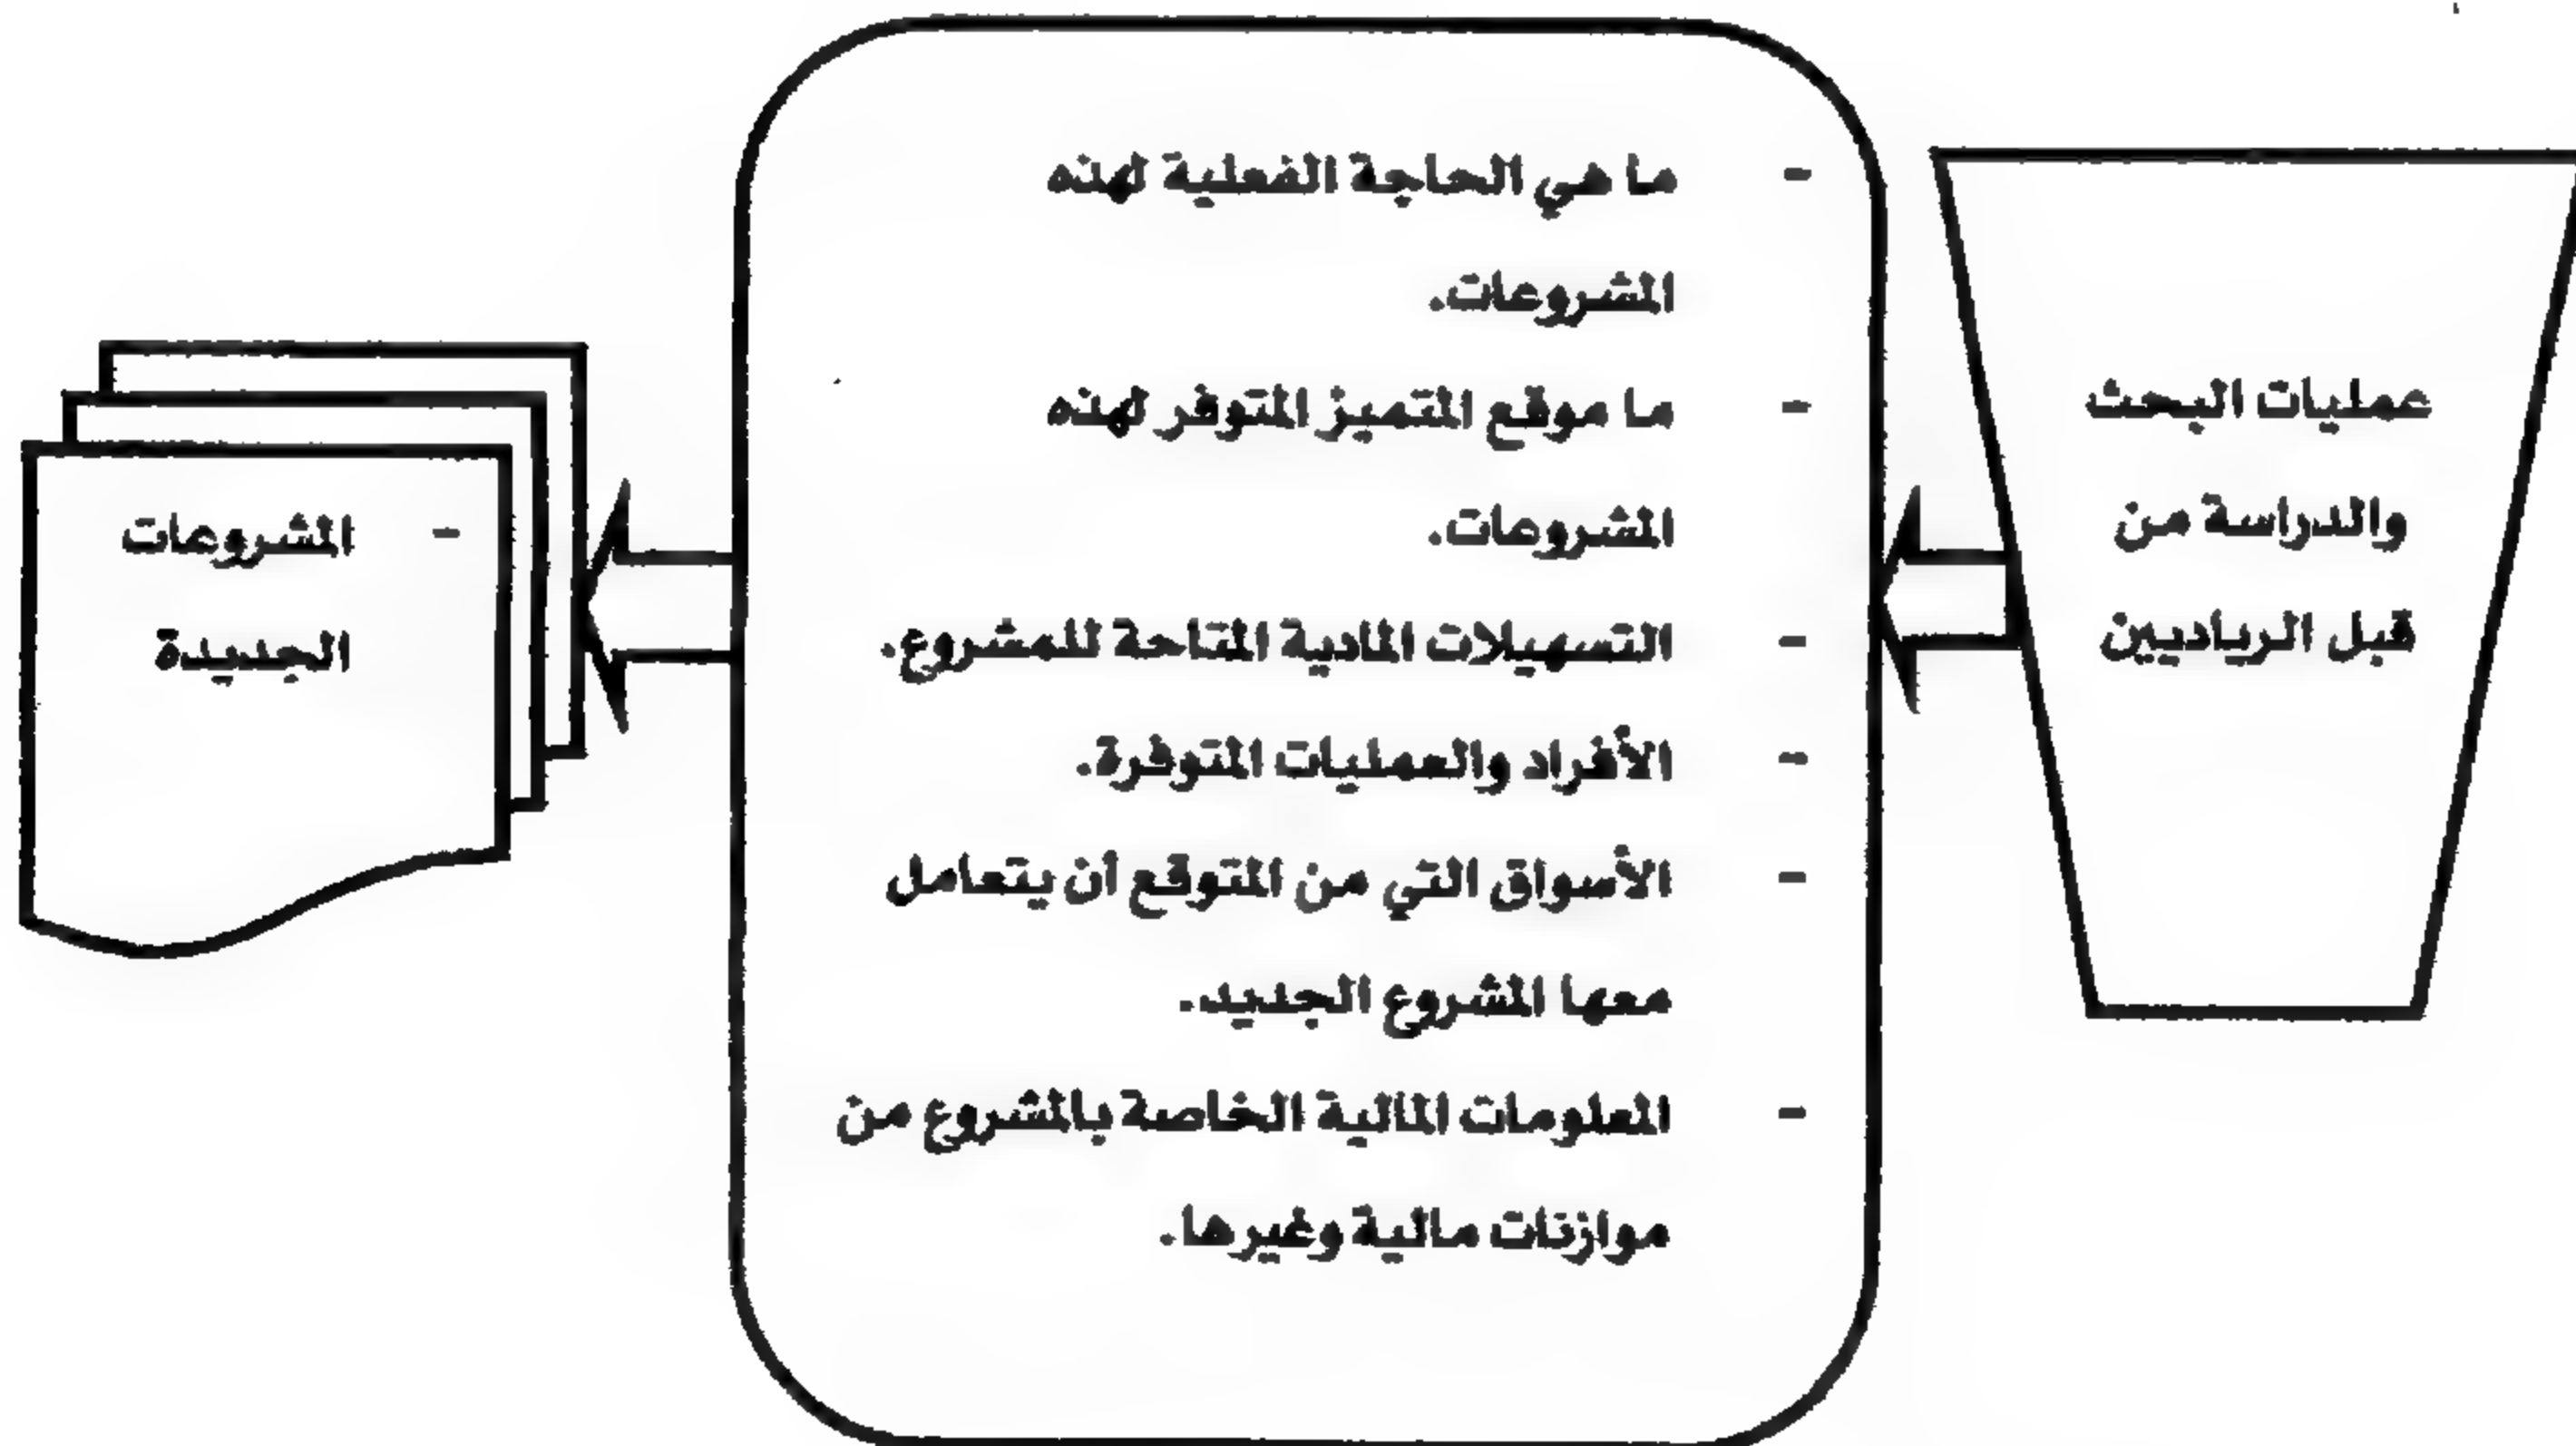 عمليات البحث
والدراسة من
قبل الرياديين
- ما هي الحاجة الفعلية لهذه
المشروعات.
- ما موقع المتميز المتوفر لهذه
المشروعات.
- التسهيلات المادية المتاحة للمشروع.
- الأفراد والعمليات المتوفرة.
- الأسواق التي من المتوقع أن يتعامل
معها المشروع الجديد.
- المعلومات المالية الخاصة بالمشروع من
موازنات مالية وغيرها.
- المشروعات
الجديدة